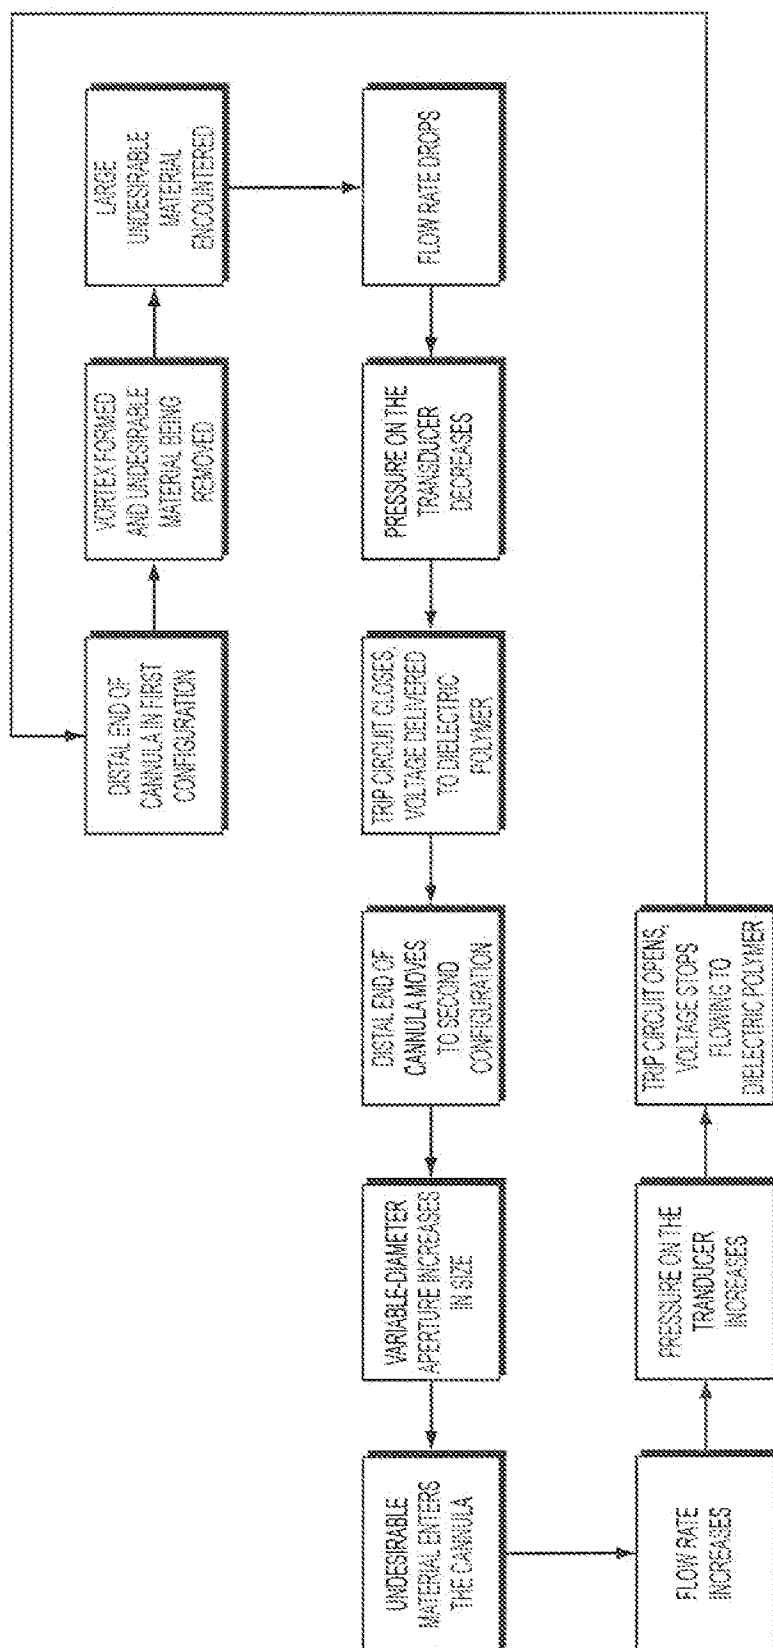 DISTAL END OF
CANNULA IN FIRST
CONFIGURATION
VORTEX FORMED
AND UNDESIRABLE
MATERIAL BEING
REMOVED
LARGE
UNDESIRABLE
MATERIAL
ENCOUNTERED
FLOW RATE DROPS
PRESSURE ON THE
TRANSDUCER
DECREASES
TRIP CIRCUIT CLOSES,
VOLTAGE DELIVERED
TO DIELECTRIC
POLYMER
DISTAL END OF
CANNULA MOVES
TO SECOND
CONFIGURATION
VARIABLE-DIAMETER
APERTURE INCREASES
IN SIZE
UNDESIRABLE
MATERIAL ENTERS
THE CANNULA
FLOW RATE
INCREASES
PRESSURE ON THE
TRANDUCER
INCREASES
TRIP CIRCUIT OPENS,
VOLTAGE STOPS
FLOWING TO
DIELECTRIC POLYMER